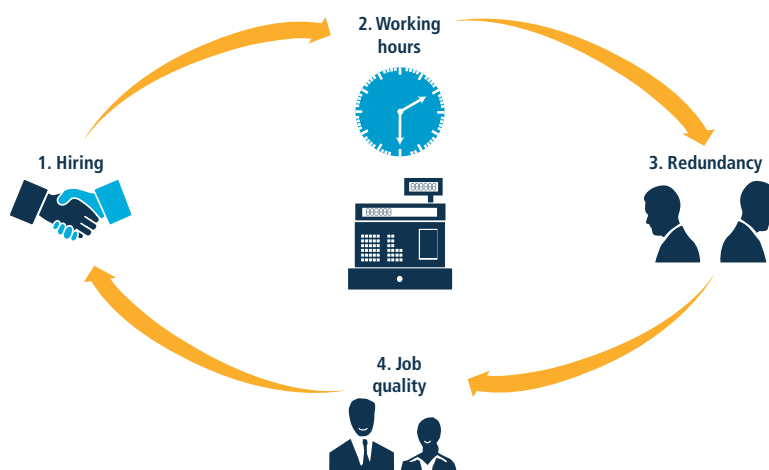 2. Working
hours
1. Hiring
3. Redundancy
4. Job
quality